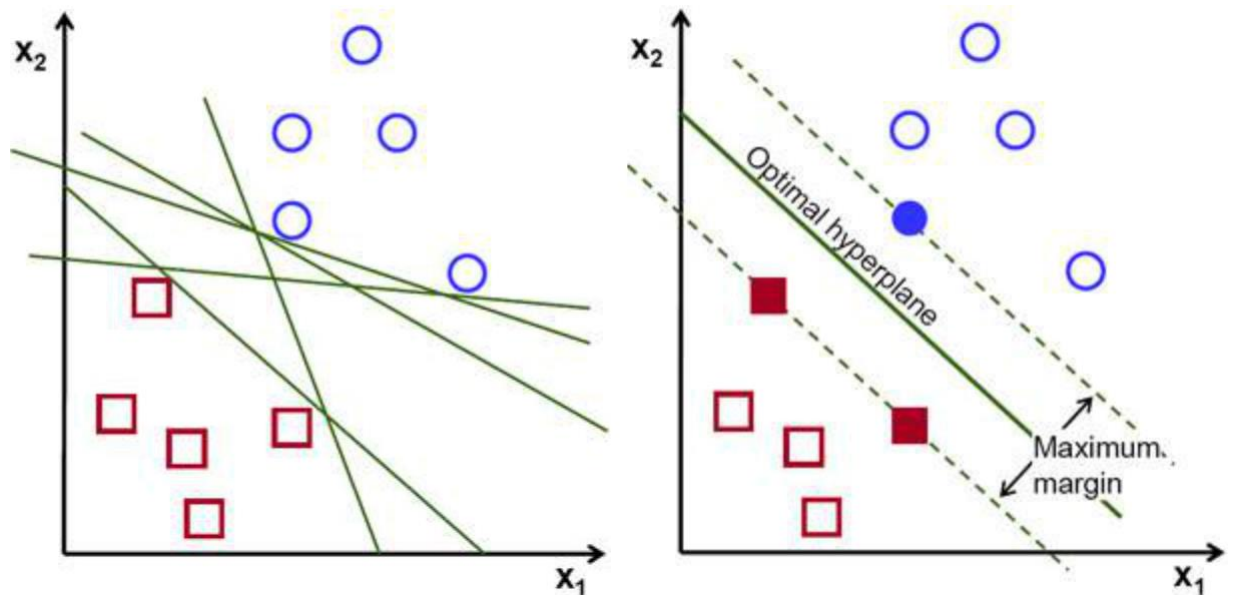 x₂
x₁
x₂
Optimal hyperplane
Maximum
margin
x₁